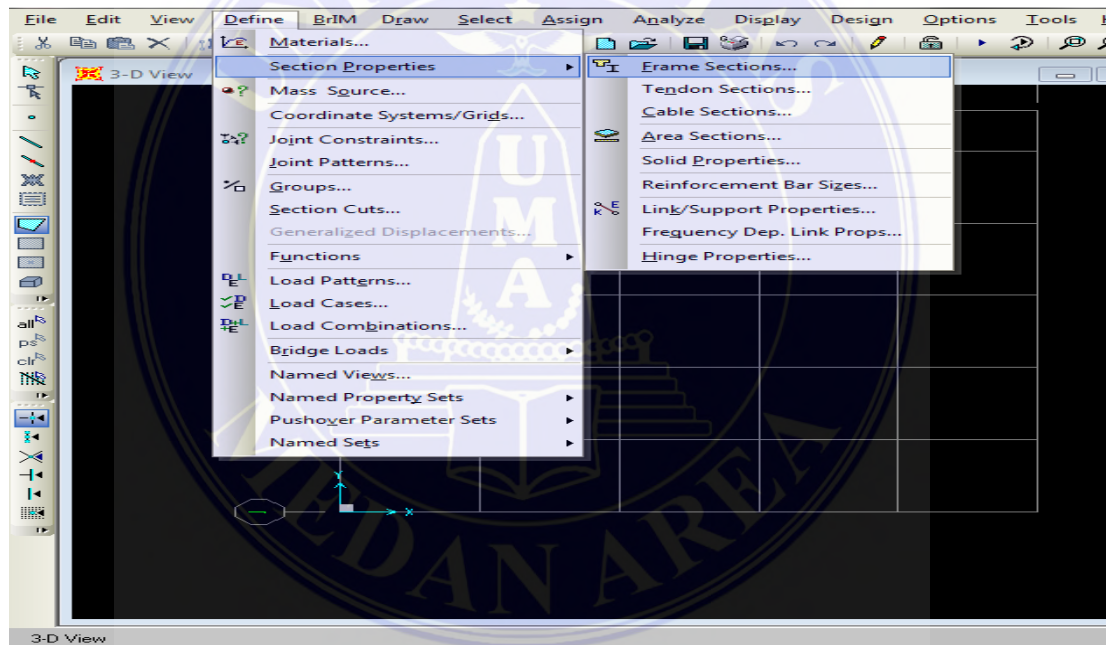 File Edit View Define BrIM Draw Select Assign Analyze Display Design Options Tools
3-D View
Materials...
Section Properties
Mass Source...
Coordinate Systems/Grids...
Joint Constraints...
Joint Patterns...
Groups...
Section Cuts...
Generalized Displacements...
Functions
Load Patterns...
Load Cases...
Load Combinations...
Bridge Loads
Named Views...
Named Property Sets
Pushover Parameter Sets
Named Sets
Frame Sections...
Tendon Sections...
Cable Sections...
Area Sections...
Solid Properties...
Reinforcement Bar Sizes...
Link/Support Properties...
Frequency Dep. Link Props...
Hinge Properties...
all
ps
clr
Y
X
UMA
MEDAN AREA
3-D View